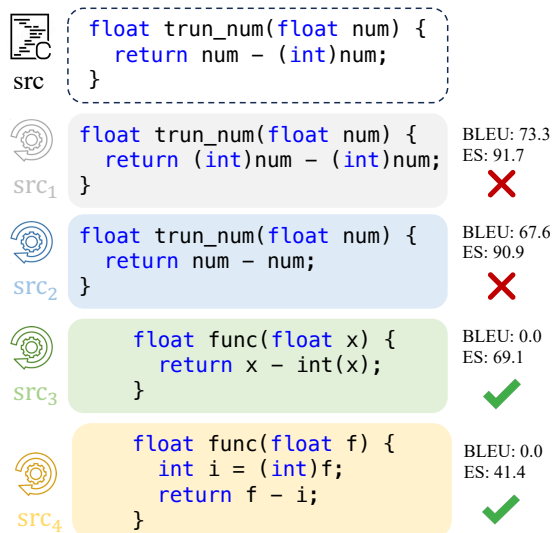 C
src
float trun_num(float num) {
return num - (int)num;
}
src1
float trun_num(float num) {
return (int)num - (int)num;
}
BLEU: 73.3
ES: 91.7
src2
float trun_num(float num) {
return num - num;
}
BLEU: 67.6
ES: 90.9
src3
float func(float x) {
return x - int(x);
}
BLEU: 0.0
ES: 69.1
src4
float func(float f) {
int i = (int)f;
return f - i;
}
BLEU: 0.0
ES: 41.4